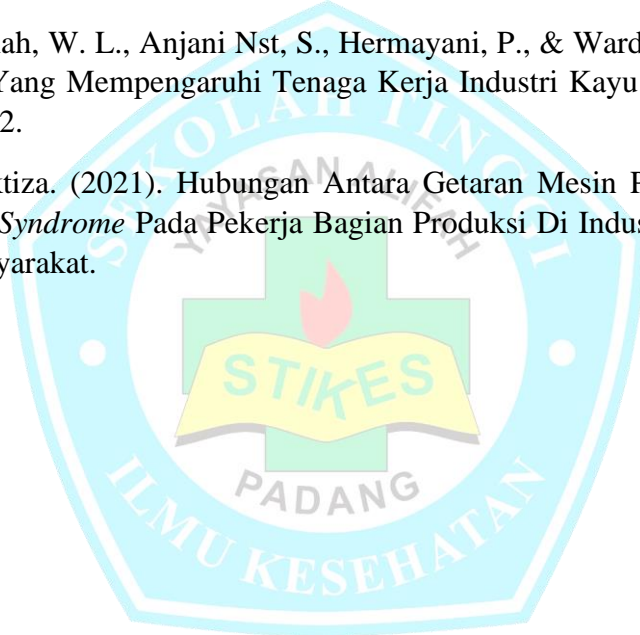 ah, W. L., Anjani Nst, S., Hermayani, P., & Ward
Yang Mempengaruhi Tenaga Kerja Industri Kayu
2.
tiza. (2021). Hubungan Antara Getaran Mesin P
Syndrome Pada Pekerja Bagian Produksi Di Indus
yarakat.
SEKOLAH TINGGI
YAYASAN ALIFAH
STIKES
PADANG
ILMU KESEHATAN